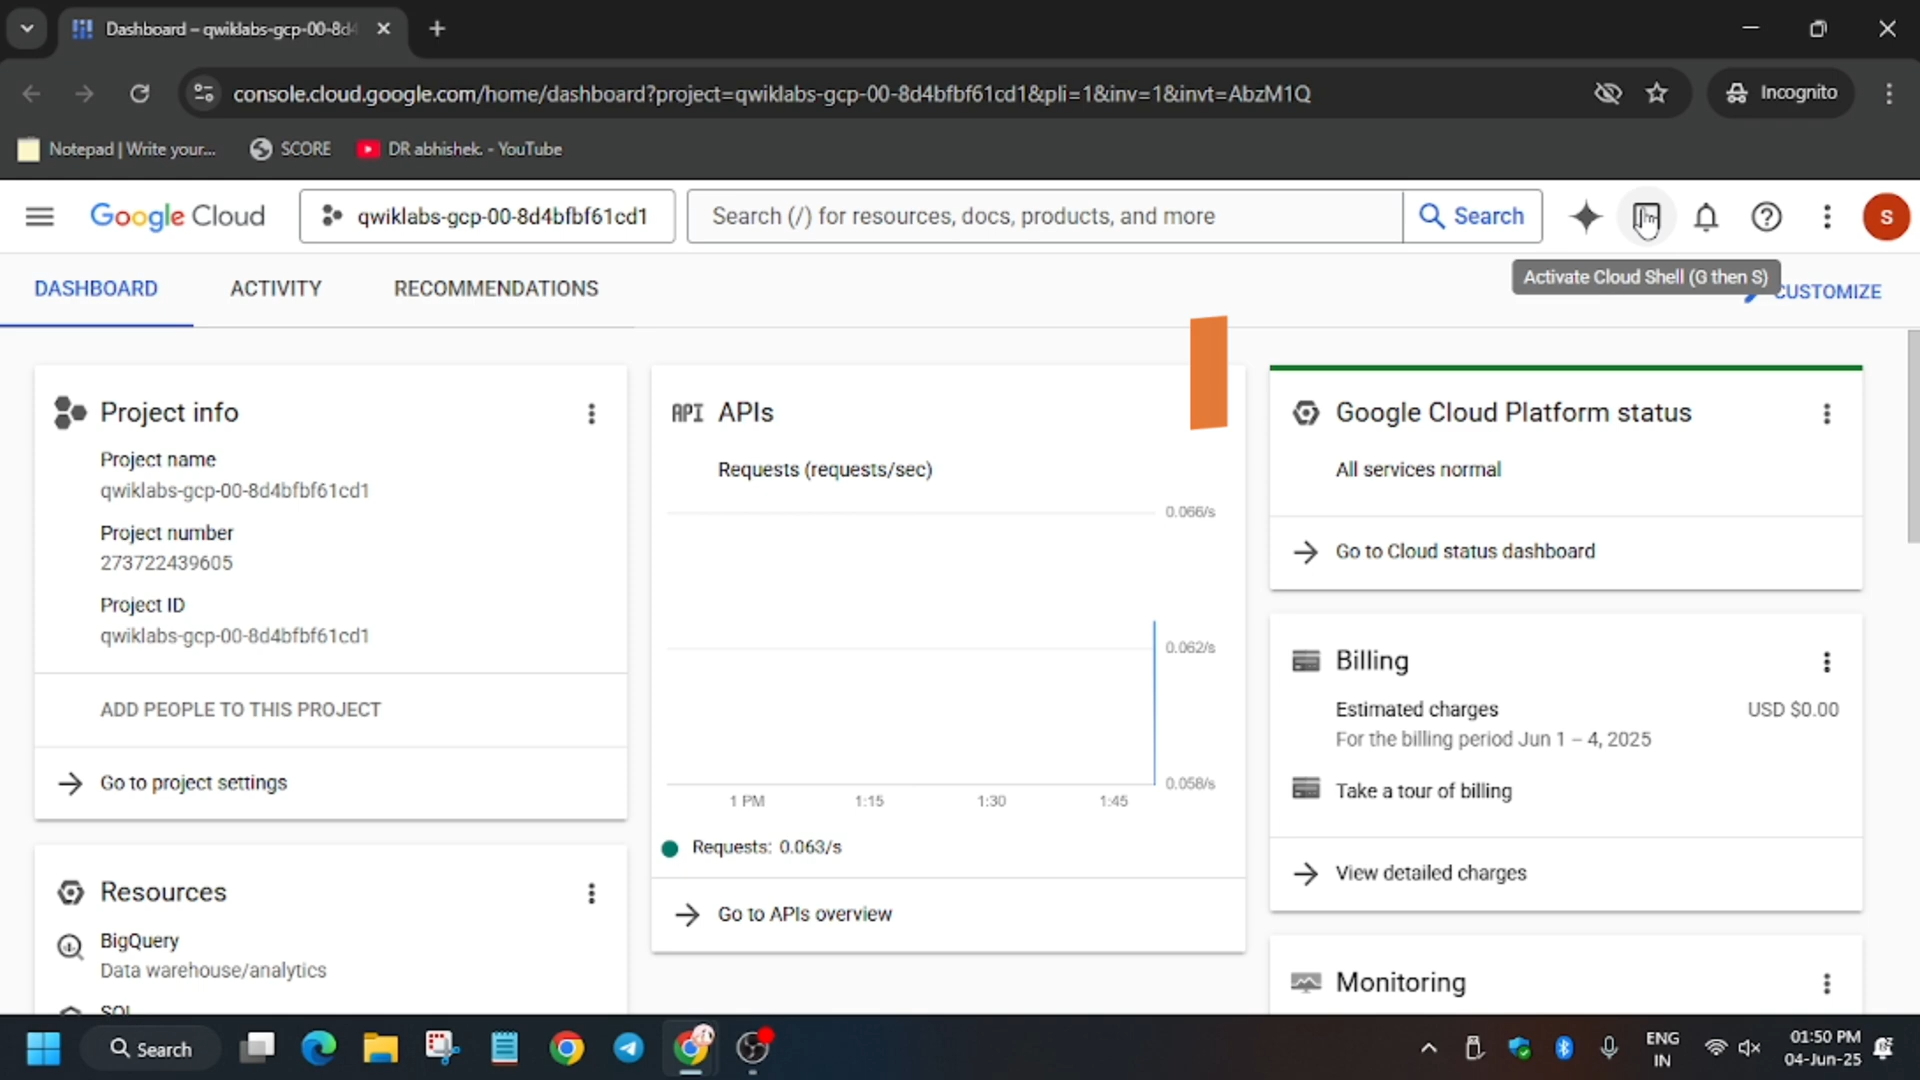 Dashboard – qwiklabs-gcp-00-8d4
console.cloud.google.com/home/dashboard?project=qwiklabs-gcp-00-8d4bfbf61cd1&pli=1&inv=1&invt=AbzM1Q
Incognito
Notepad | Write your...
SCORE
DR abhishek. - YouTube
Google Cloud
qwiklabs-gcp-00-8d4bfbf61cd1
Search (/) for resources, docs, products, and more
Search
S
Activate Cloud Shell (G then S)
DASHBOARD
ACTIVITY
RECOMMENDATIONS
CUSTOMIZE
Project info
Project name
qwiklabs-gcp-00-8d4bfbf61cd1
Project number
273722439605
Project ID
qwiklabs-gcp-00-8d4bfbf61cd1
ADD PEOPLE TO THIS PROJECT
Go to project settings
Resources
BigQuery
Data warehouse/analytics
SQL
API APIs
Requests (requests/sec)
0.066/s
0.062/s
0.058/s
1 PM
1:15
1:30
1:45
Requests: 0.063/s
Go to APIs overview
Google Cloud Platform status
All services normal
Go to Cloud status dashboard
Billing
Estimated charges
USD $0.00
For the billing period Jun 1 – 4, 2025
Take a tour of billing
View detailed charges
Monitoring
Search
ENG
IN
01:50 PM
04-Jun-25